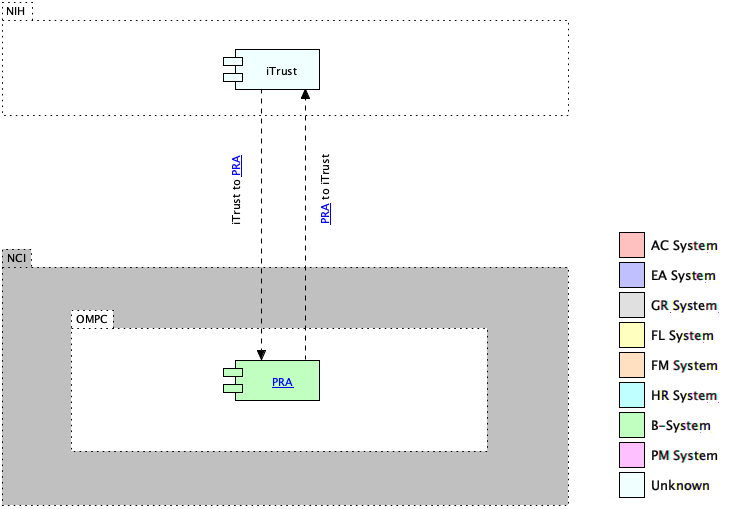 NIH
iTrust
iTrust to PRA
PRA to iTrust
NCI
OMPC
PRA
AC System
EA System
GR System
FL System
FM System
HR System
B-System
PM System
Unknown